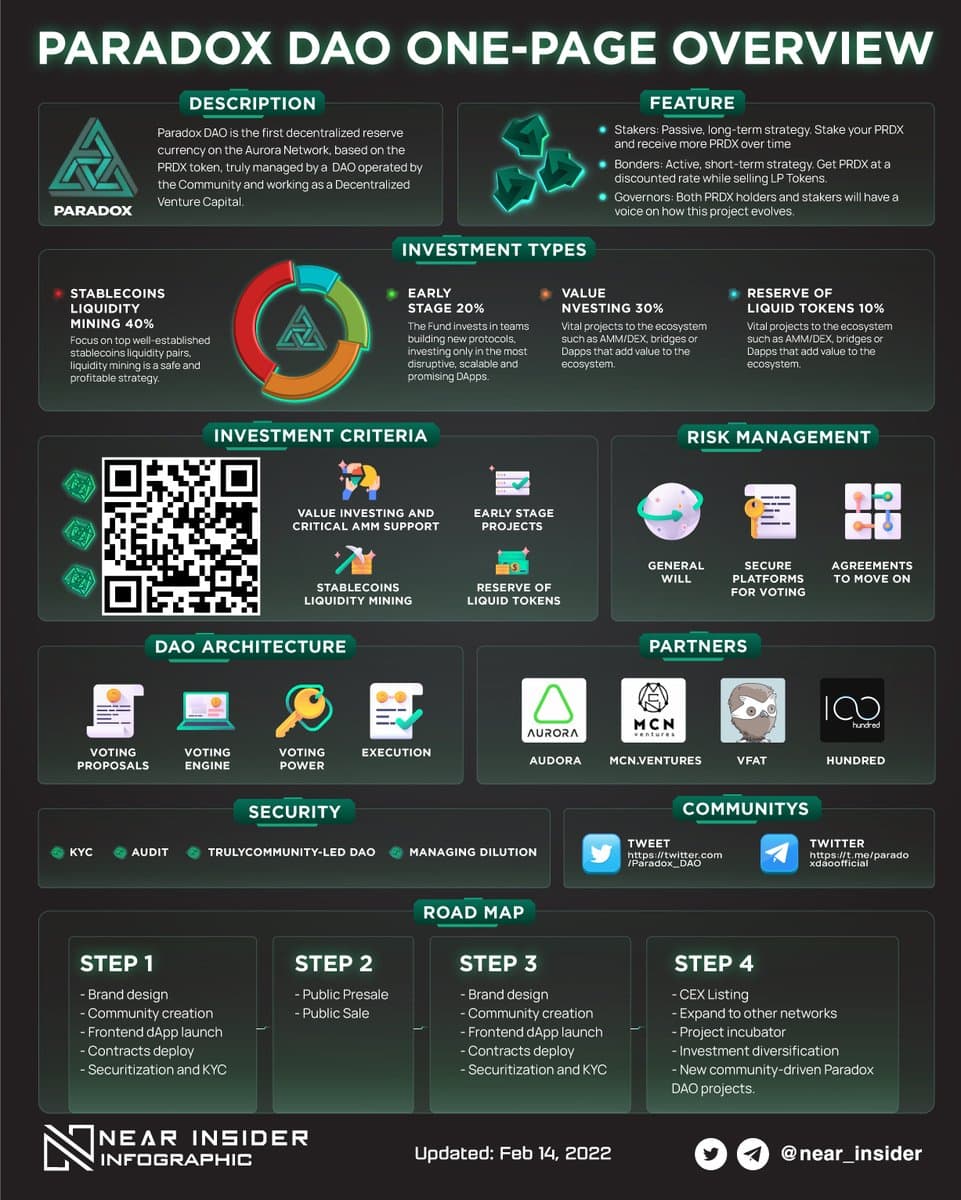 PARADOX DAO ONE-PAGE OVERVIEW
DESCRIPTION
PARADOX
Paradox DAO is the first decentralized reserve
currency on the Aurora Network, based on the
PRDX token, truly managed by a DAO operated by
the Community and working as a Decentralized
Venture Capital.
FEATURE
Stakers: Passive, long-term strategy. Stake your PRDX
and receive more PRDX over time
Bonders: Active, short-term strategy. Get PRDX at a
discounted rate while selling LP Tokens.
Governors: Both PRDX holders and stakers will have a
voice on how this project evolves.
INVESTMENT TYPES
STABLECOINS
LIQUIDITY
MINING 40%
Focus on top well-established
stablecoins liquidity pairs,
liquidity mining is a safe and
profitable strategy.
EARLY
STAGE 20%
The Fund invests in teams
building new protocols,
investing only in the most
disruptive, scalable and
promising DApps.
VALUE
NVESTING 30%
Vital projects to the ecosystem
such as AMM/DEX, bridges or
Dapps that add value to the
ecosystem.
RESERVE OF
LIQUID TOKENS 10%
Vital projects to the ecosystem
such as AMM/DEX, bridges or
Dapps that add value to the
ecosystem.
INVESTMENT CRITERIA
VALUE INVESTING AND
CRITICAL AMM SUPPORT
EARLY STAGE
PROJECTS
STABLECOINS
LIQUIDITY MINING
RESERVE OF
LIQUID TOKENS
RISK MANAGEMENT
GENERAL
WILL
SECURE
PLATFORMS
FOR VOTING
AGREEMENTS
TO MOVE ON
DAO ARCHITECTURE
VOTING
PROPOSALS
VOTING
ENGINE
VOTING
POWER
EXECUTION
PARTNERS
AURORA
AUDORA
MCN
ventures
MCN.VENTURES
VFAT
100
hundred
HUNDRED
SECURITY
KYC
AUDIT
TRULYCOMMUNITY-LED DAO
MANAGING DILUTION
COMMUNITYS
TWEET
https://twitter.com
/Paradox_DAO
TWITTER
https://t.me/parado
xdaoofficial
ROAD MAP
STEP 1
- Brand design
- Community creation
- Frontend dApp launch
- Contracts deploy
- Securitization and KYC
STEP 2
- Public Presale
- Public Sale
STEP 3
- Brand design
- Community creation
- Frontend dApp launch
- Contracts deploy
- Securitization and KYC
STEP 4
- CEX Listing
- Expand to other networks
- Project incubator
- Investment diversification
- New community-driven Paradox
DAO projects.
NEAR INSIDER
INFOGRAPHIC
Updated: Feb 14, 2022
@near_insider